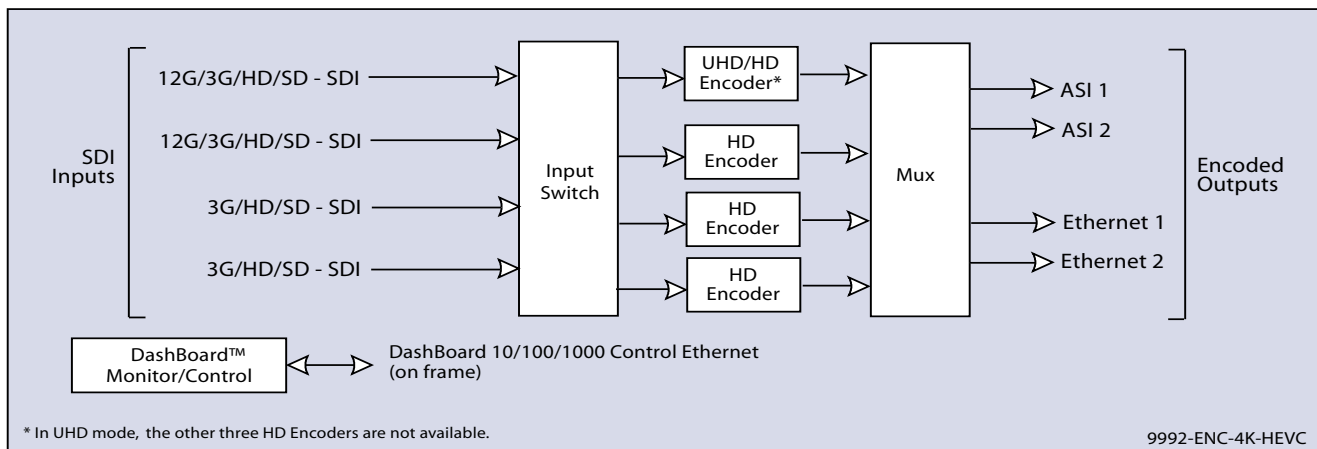 12G/3G/HD/SD - SDI
12G/3G/HD/SD - SDI
3G/HD/SD - SDI
3G/HD/SD - SDI
SDI
Inputs
Input
Switch
UHD/HD
Encoder*
HD
Encoder
HD
Encoder
HD
Encoder
Mux
ASI 1
ASI 2
Ethernet 1
Ethernet 2
Encoded
Outputs
DashBoard™
Monitor/Control
DashBoard 10/100/1000 Control Ethernet
(on frame)
* In UHD mode, the other three HD Encoders are not available.
9992-ENC-4K-HEVC